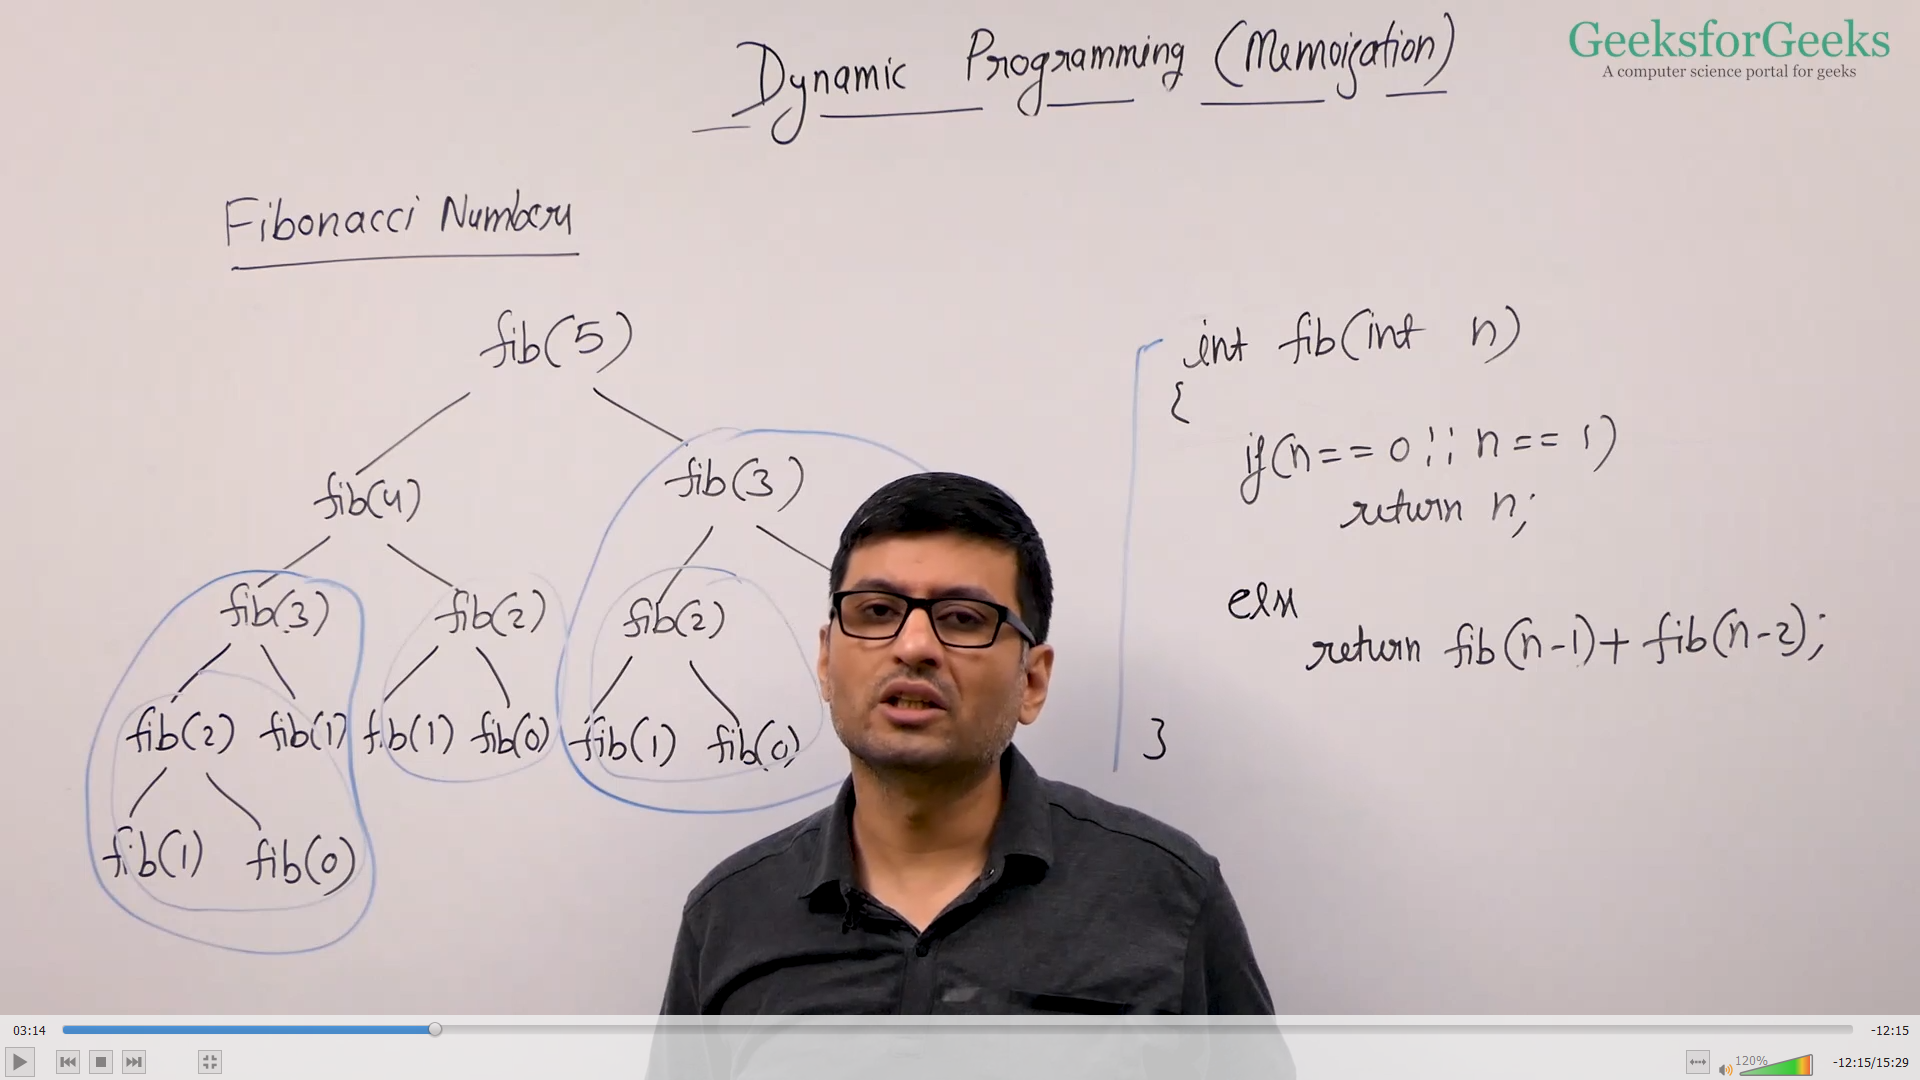 Dynamic Programming (Memoization)
GeeksforGeeks
A computer science portal for geeks
Fibonacci Numbers
fib(5)
fib(4)
fib(3)
fib(3)
fib(2)
fib(2)
fib(2)
fib(1)
fib(1)
fib(0)
fib(1)
fib(0)
fib(1)
fib(0)
int fib(int n)
{
if(n==0 || n==1)
return n;
else
return fib(n-1)+fib(n-2);
}
03:14
-12:15
120%
-12:15/15:29